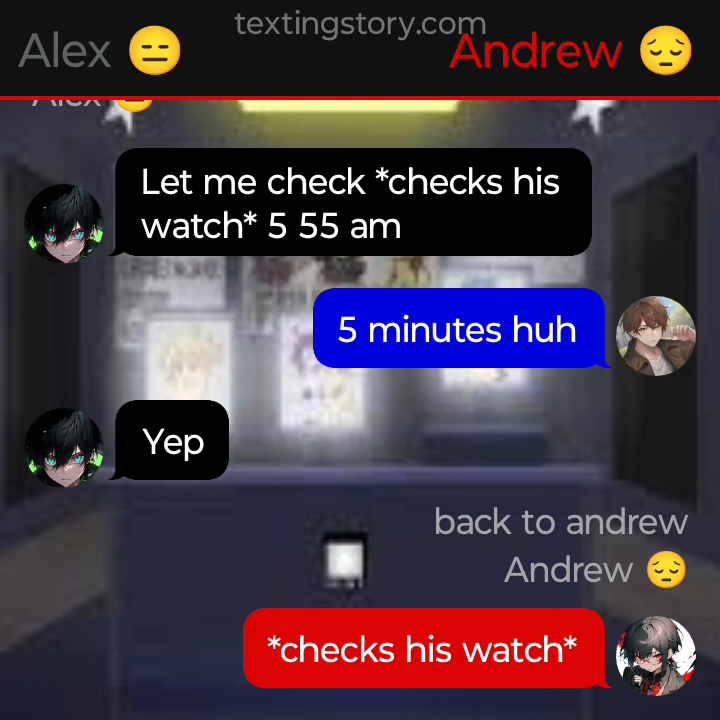 textingstory.com
Alex 😑
Andrew 😔
Alex 😑
Let me check *checks his
watch* 5 55 am
5 minutes huh
Yep
back to andrew
Andrew 😔
*checks his watch*